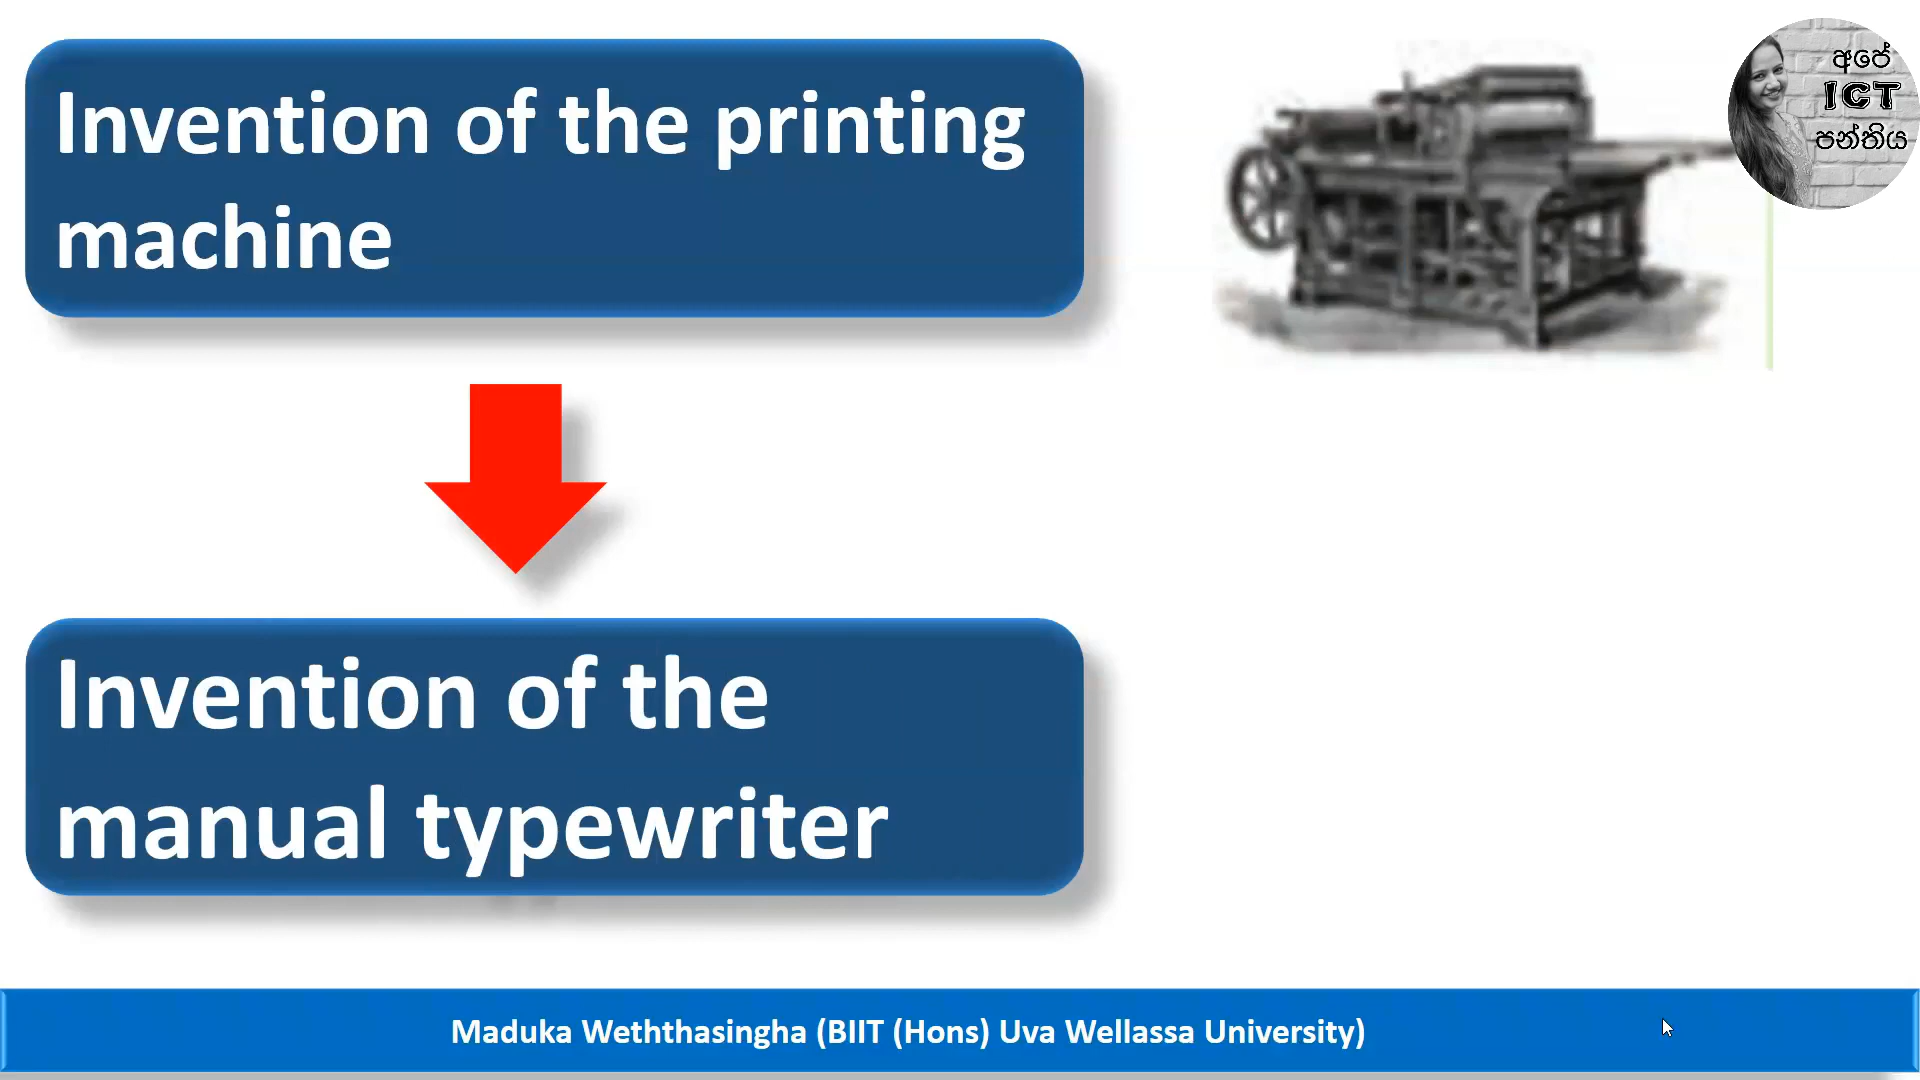 Invention of the printing
machine
අපේ
ICT
පන්තිය
Invention of the
manual typewriter
Maduka Weththasingha (BIIT (Hons) Uva Wellassa University)